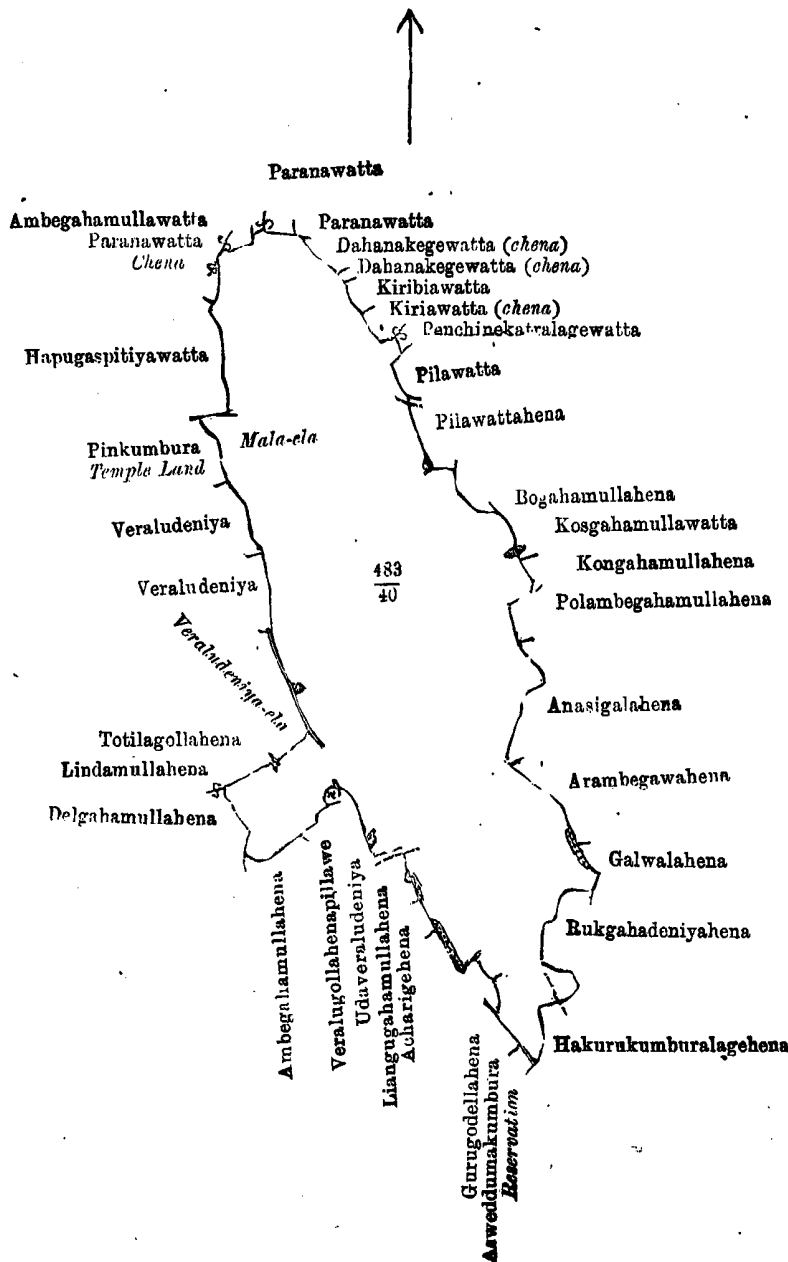 Paranawatta
Ambegahamullawatta
Paranawatta
Chena
Paranawatta
Dahanakegewatta (chena)
Dahanakegewatta (chena)
Kiribiawatta
Kiriawatta (chena)
Hapugaspitiyawatta
Pilawatta
Pilawattahena
Mala-ela
Pinkumbura
Temple Land
Bogahamullahena
Veraludeniya
Kosgahamullawatta
Kongahamullahena
483
40
Veraludeniya
Polambegahamullahena
Veraludeniya-ela
Anasigalahena
Totilagollahena
Lindamullahena
Arambegawahena
Delgahamullahena
Galwalahena
Ambegahamullahena
Veralugollahenapillawe
Udaveraludeniya
Liangugahamullahena
Acharigehena
Rukgahadeniyahena
Hakurukumburalagehena
Gurugodellahena
Asweddumakumbura
Reservation